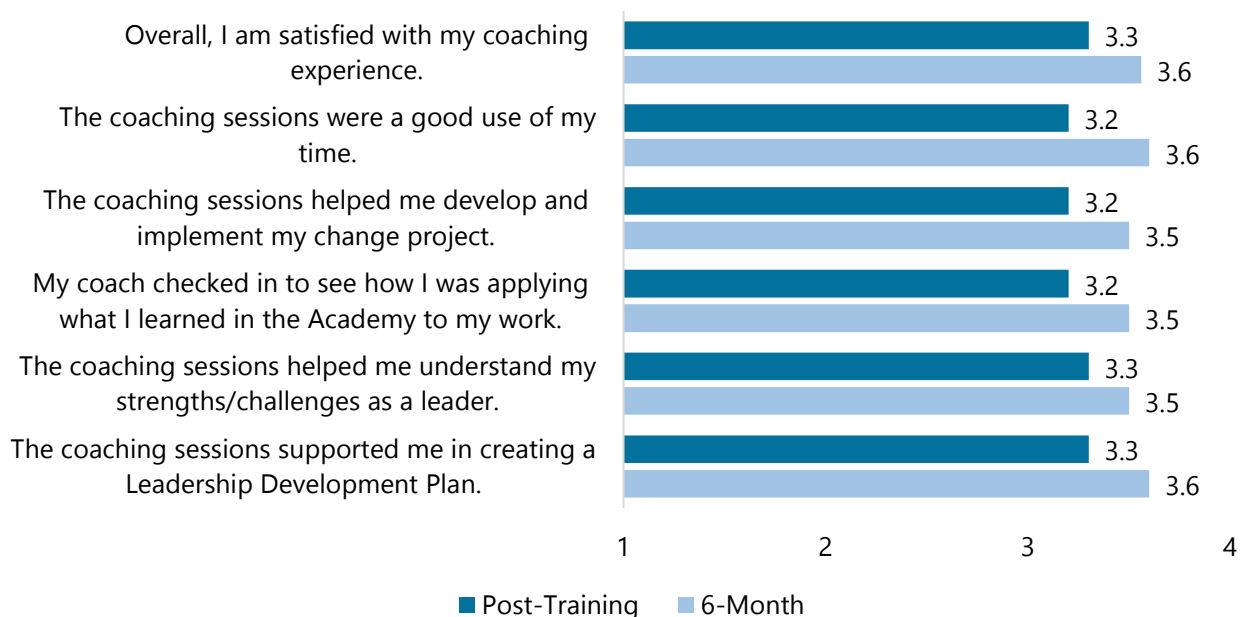 Overall, I am satisfied with my coaching
experience.
3.3
3.6
The coaching sessions were a good use of my
time.
3.2
3.6
The coaching sessions helped me develop and
implement my change project.
3.2
3.5
My coach checked in to see how I was applying
what I learned in the Academy to my work.
3.2
3.5
The coaching sessions helped me understand my
strengths/challenges as a leader.
3.3
3.5
The coaching sessions supported me in creating a
Leadership Development Plan.
3.3
3.6
1 2 3 4
Post-Training 6-Month